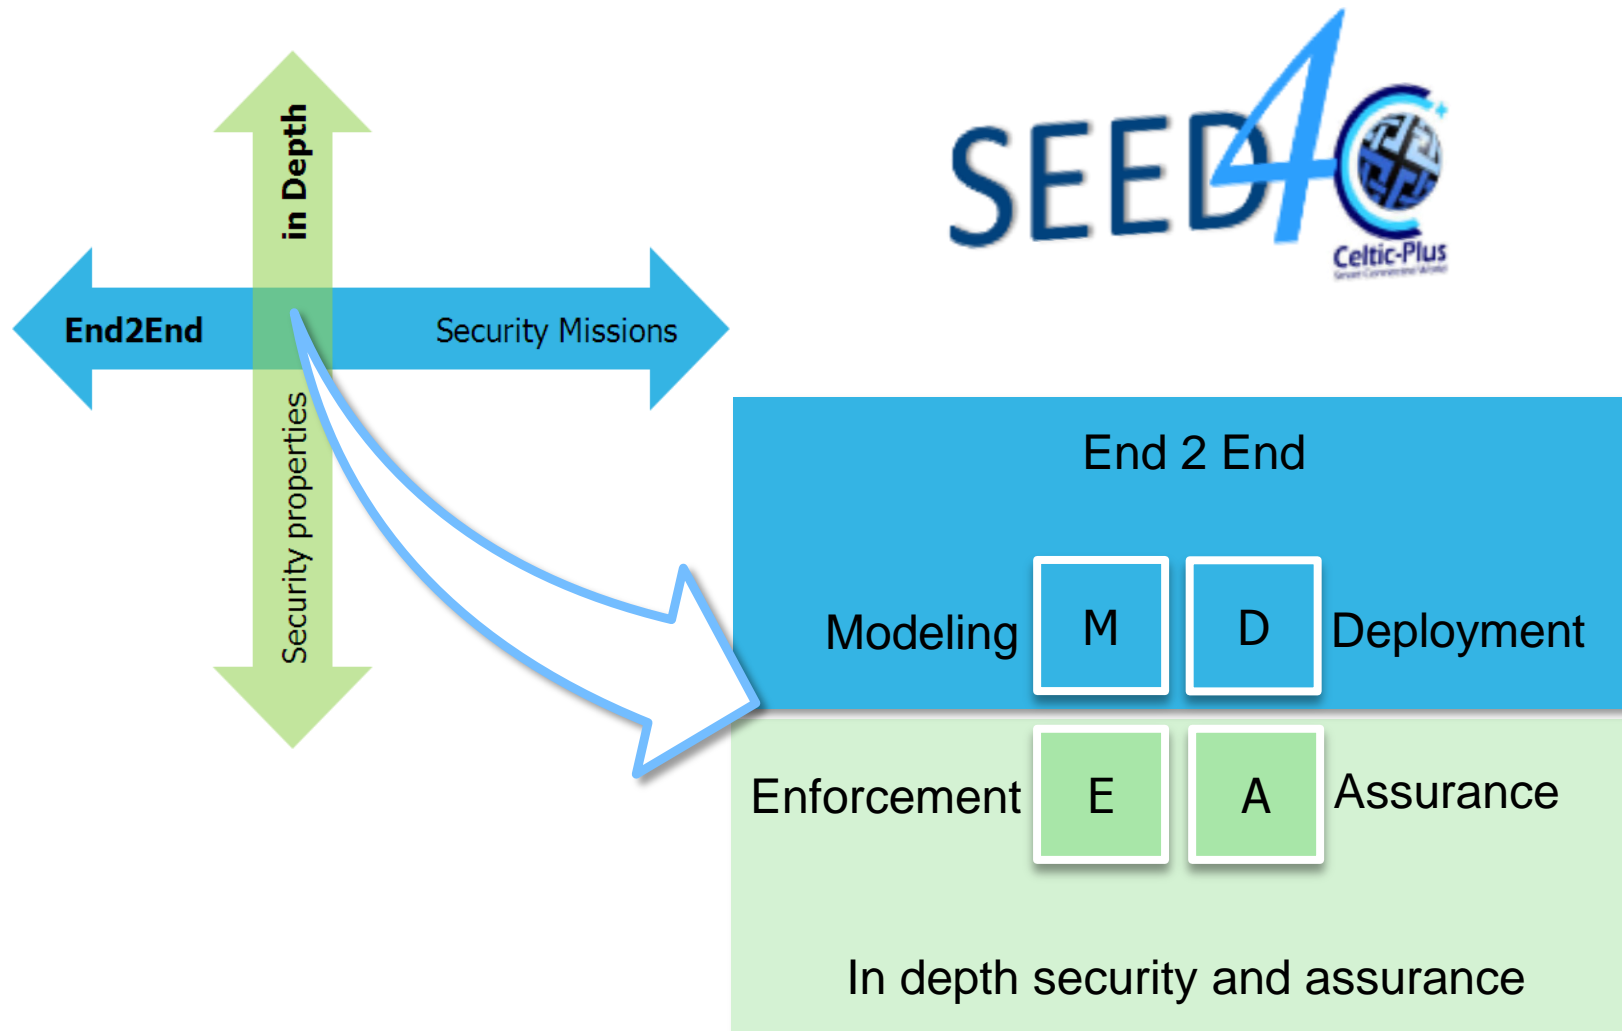 in Depth
End2End
Security Missions
Security properties
SEED4C
Celtic-Plus
End 2 End
Modeling
M
D
Deployment
Enforcement
E
A
Assurance
In depth security and assurance